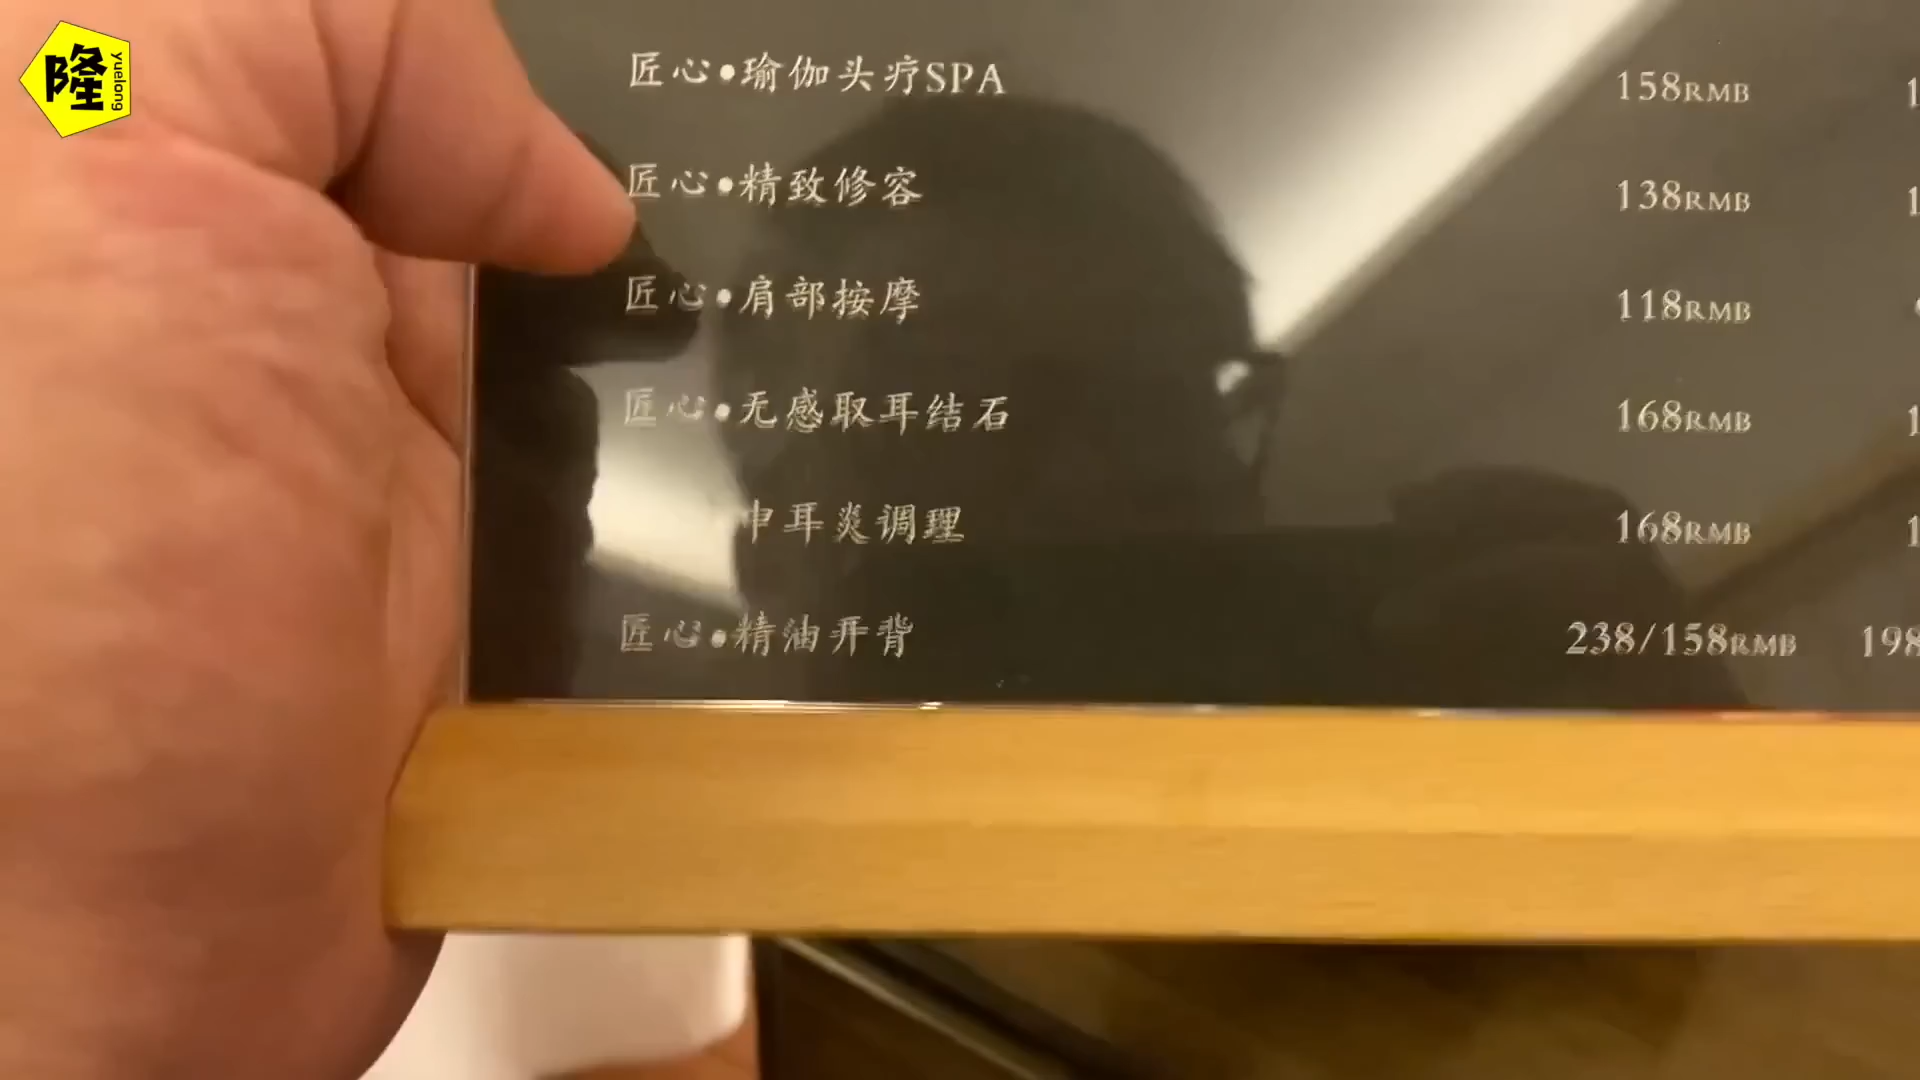 隆
yuelong
匠心•瑜伽头疗SPA 158RMB
匠心•精致修容 138RMB
匠心•肩部按摩 118RMB
匠心•无感取耳结石 168RMB
中耳炎调理 168RMB
匠心•精油开背 238/158RMB 198